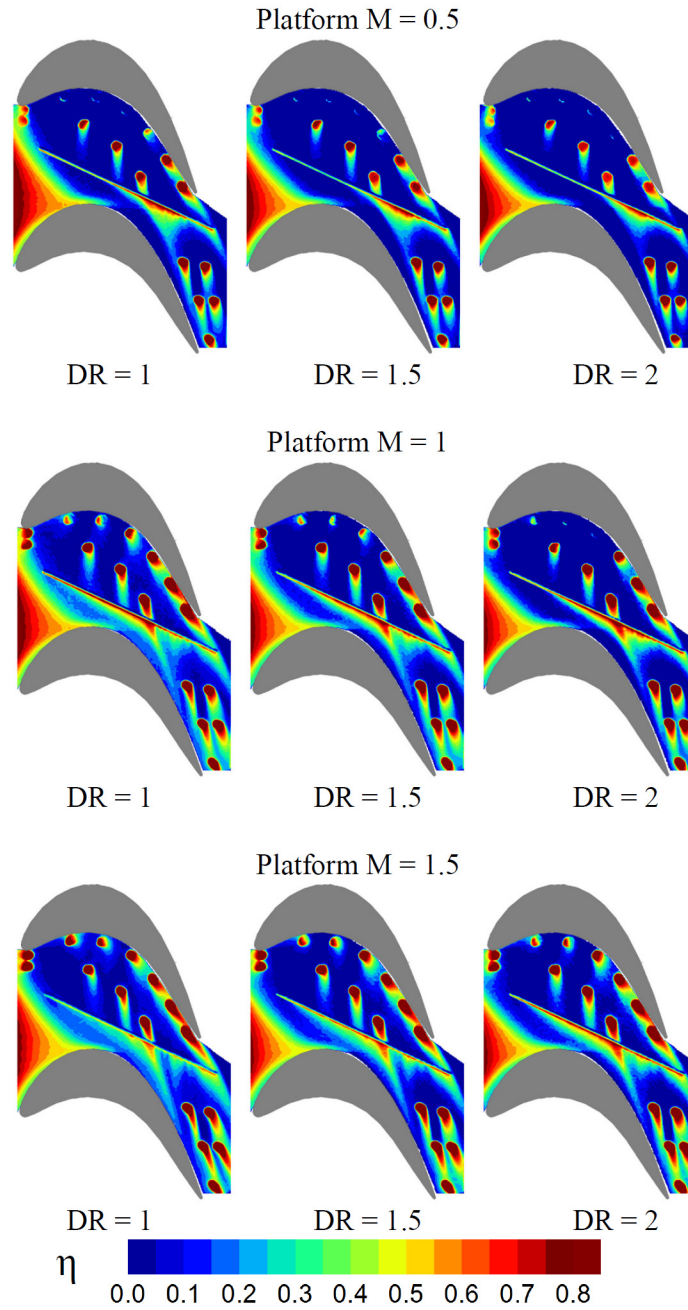 Platform M = 0.5
DR = 1 DR = 1.5 DR = 2
Platform M = 1
DR = 1 DR = 1.5 DR = 2
Platform M = 1.5
DR = 1 DR = 1.5 DR = 2
η
0.0 0.1 0.2 0.3 0.4 0.5 0.6 0.7 0.8